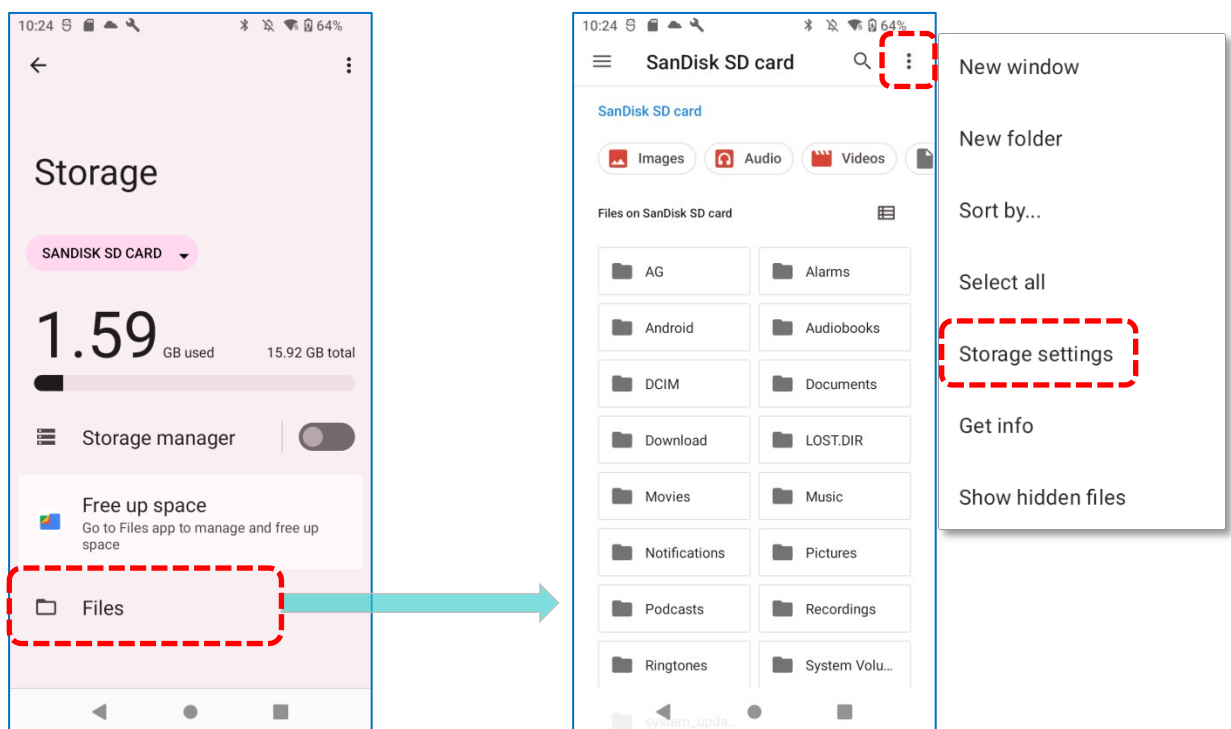 10:24 64%
Storage
SANDISK SD CARD
1.59 GB used 15.92 GB total
Storage manager
Free up space
Go to Files app to manage and free up
space
Files
10:24 64%
SanDisk SD card
SanDisk SD card
Images Audio Videos
Files on SanDisk SD card
AG Alarms
Android Audiobooks
DCIM Documents
Download LOST.DIR
Movies Music
Notifications Pictures
Podcasts Recordings
Ringtones System Volu...
system_upda...
New window
New folder
Sort by...
Select all
Storage settings
Get info
Show hidden files